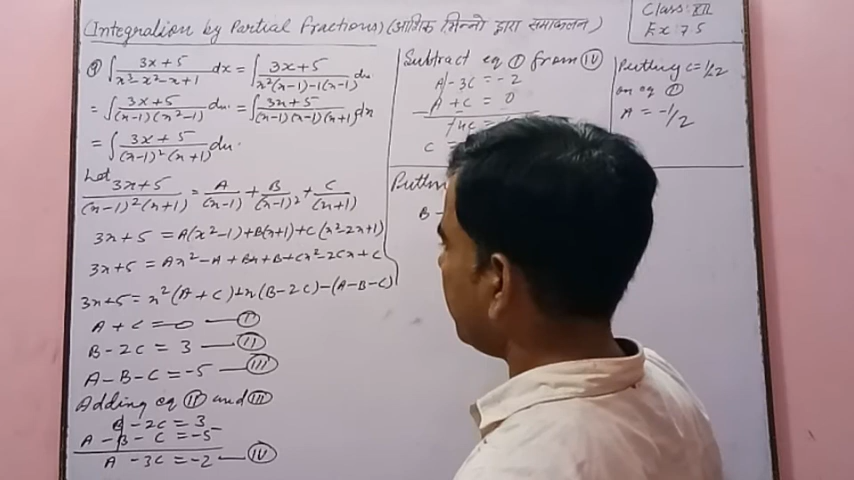 (Integration by Partial Fractions) (आंशिक भिन्नो द्वारा समाकलन)
Class: XII
Ex 7.5
9) ∫ 3x+5 / x³-x²-x+1 dx = ∫ 3x+5 / x²(x-1)-1(x-1) dx
= ∫ 3x+5 / (x-1)(x²-1) dx = ∫ 3x+5 / (x-1)(x-1)(x+1) dx
= ∫ 3x+5 / (x-1)²(x+1) dx
Let
3x+5 / (x-1)²(x+1) = A/(x-1) + B/(x-1)² + C/(x+1)
3x+5 = A(x²-1)+B(x+1)+C(x²-2x+1)
3x+5 = Ax²-A+Bx+B+Cx²-2Cx+C
3x+5 = x²(A+C)+x(B-2C)-(A-B-C)
A+C=0 — (I)
B-2C = 3 — (II)
A-B-C = -5 — (III)
Adding eq (II) and (III)
B-2C = 3
A-B-C = -5
A-3C = -2 — (IV)
Subtract eq (I) from (IV)
A-3C = -2
A+C = 0
C =
B-
Putting C=1/2
on eq (I)
A = -1/2